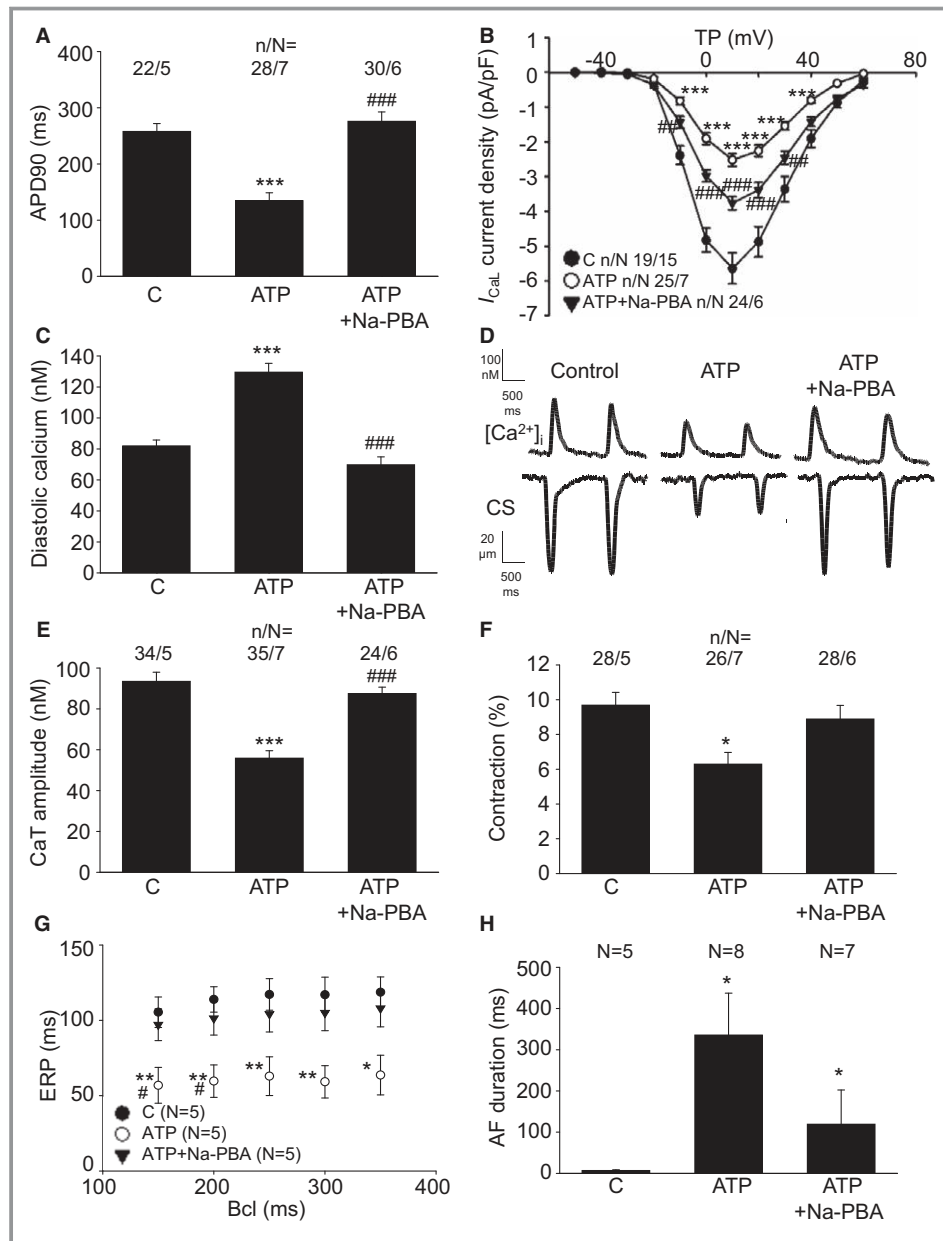 A
n/N=
22/5 28/7 30/6
APD90 (ms)
400
300
200
100
0
***
###
C ATP ATP
+Na-PBA
B
TP (mV)
-40 0 40 80
I CaL current density (pA/pF)
0
-1
-2
-3
-4
-5
-6
-7
***
***
***
***
***
***
##
###
###
###
##
C n/N 19/15
ATP n/N 25/7
ATP+Na-PBA n/N 24/6
C
Diastolic calcium (nM)
140
120
100
80
60
40
20
0
***
###
C ATP ATP
+Na-PBA
D
100
nM
500
ms
Control ATP ATP
+Na-PBA
[Ca2+]i
CS
20
µm
500
ms
E
n/N=
34/5 35/7 24/6
CaT amplitude (nM)
100
80
60
40
20
0
***
###
C ATP ATP
+Na-PBA
F
n/N=
28/5 26/7 28/6
Contraction (%)
12
10
8
6
4
2
0
*
C ATP ATP
+Na-PBA
G
ERP (ms)
150
100
50
0
** ** ** ** *
# #
C (N=5)
ATP (N=5)
ATP+Na-PBA (N=5)
100 200 300 400
Bcl (ms)
H
N=5 N=8 N=7
AF duration (ms)
500
400
300
200
100
0
*
*
C ATP ATP
+Na-PBA